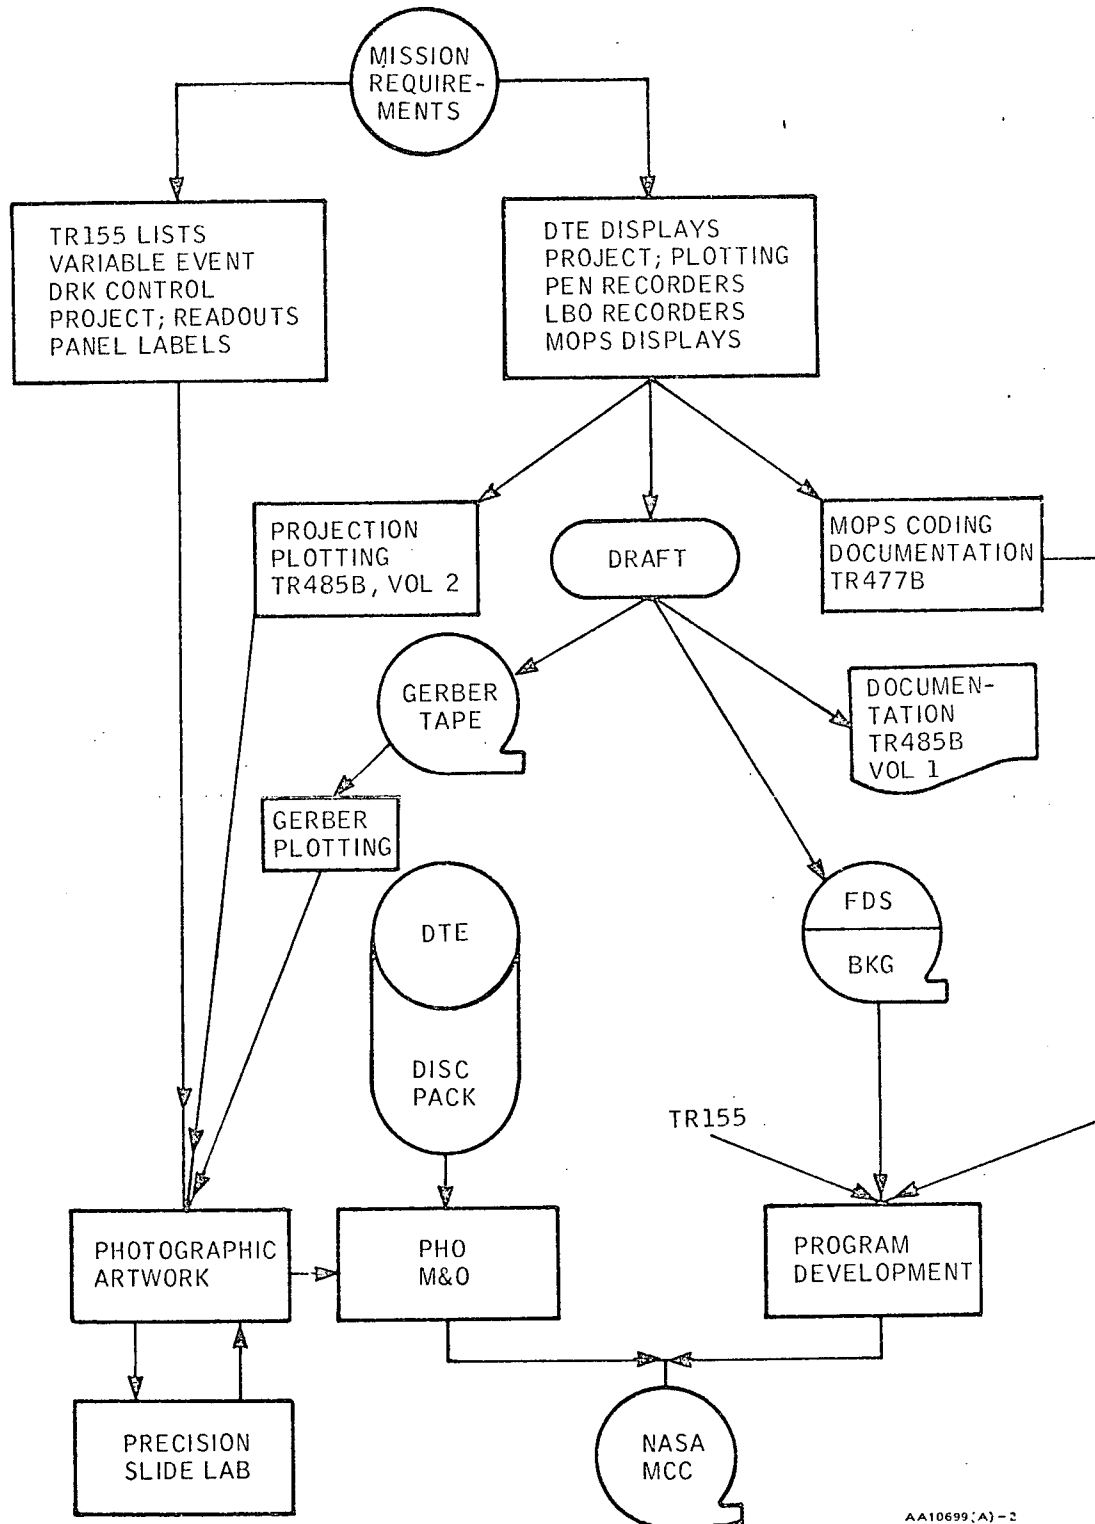 MISSION
REQUIRE-
MENTS
TR155 LISTS
VARIABLE EVENT
DRK CONTROL
PROJECT; READOUTS
PANEL LABELS
DTE DISPLAYS
PROJECT; PLOTTING
PEN RECORDERS
LBO RECORDERS
MOPS DISPLAYS
PROJECTION
PLOTTING
TR485B, VOL 2
DRAFT
MOPS CODING
DOCUMENTATION
TR477B
GERBER
TAPE
DOCUMEN-
TATION
TR485B
VOL 1
GERBER
PLOTTING
FDS
BKG
DTE
DISC
PACK
TR155
PHOTOGRAPHIC
ARTWORK
PHO
M&O
PROGRAM
DEVELOPMENT
PRECISION
SLIDE LAB
NASA
MCC
AA10699(A)-2